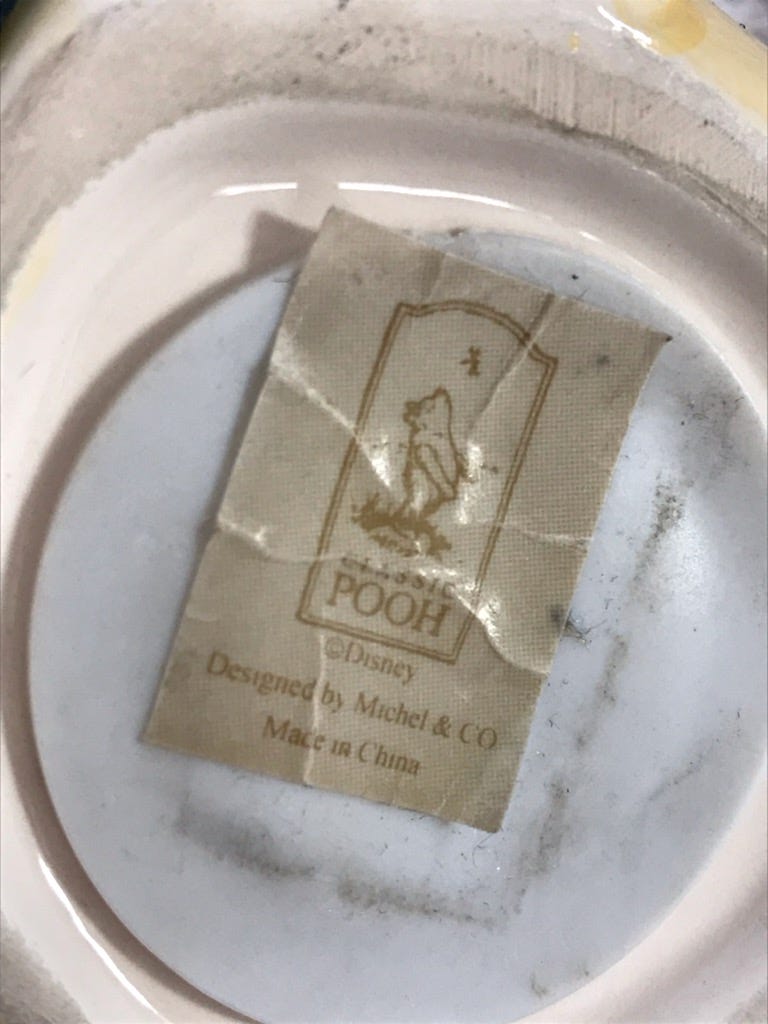 CLASSIC
POOH
©Disney
Designed by Michel & CO
Made in China